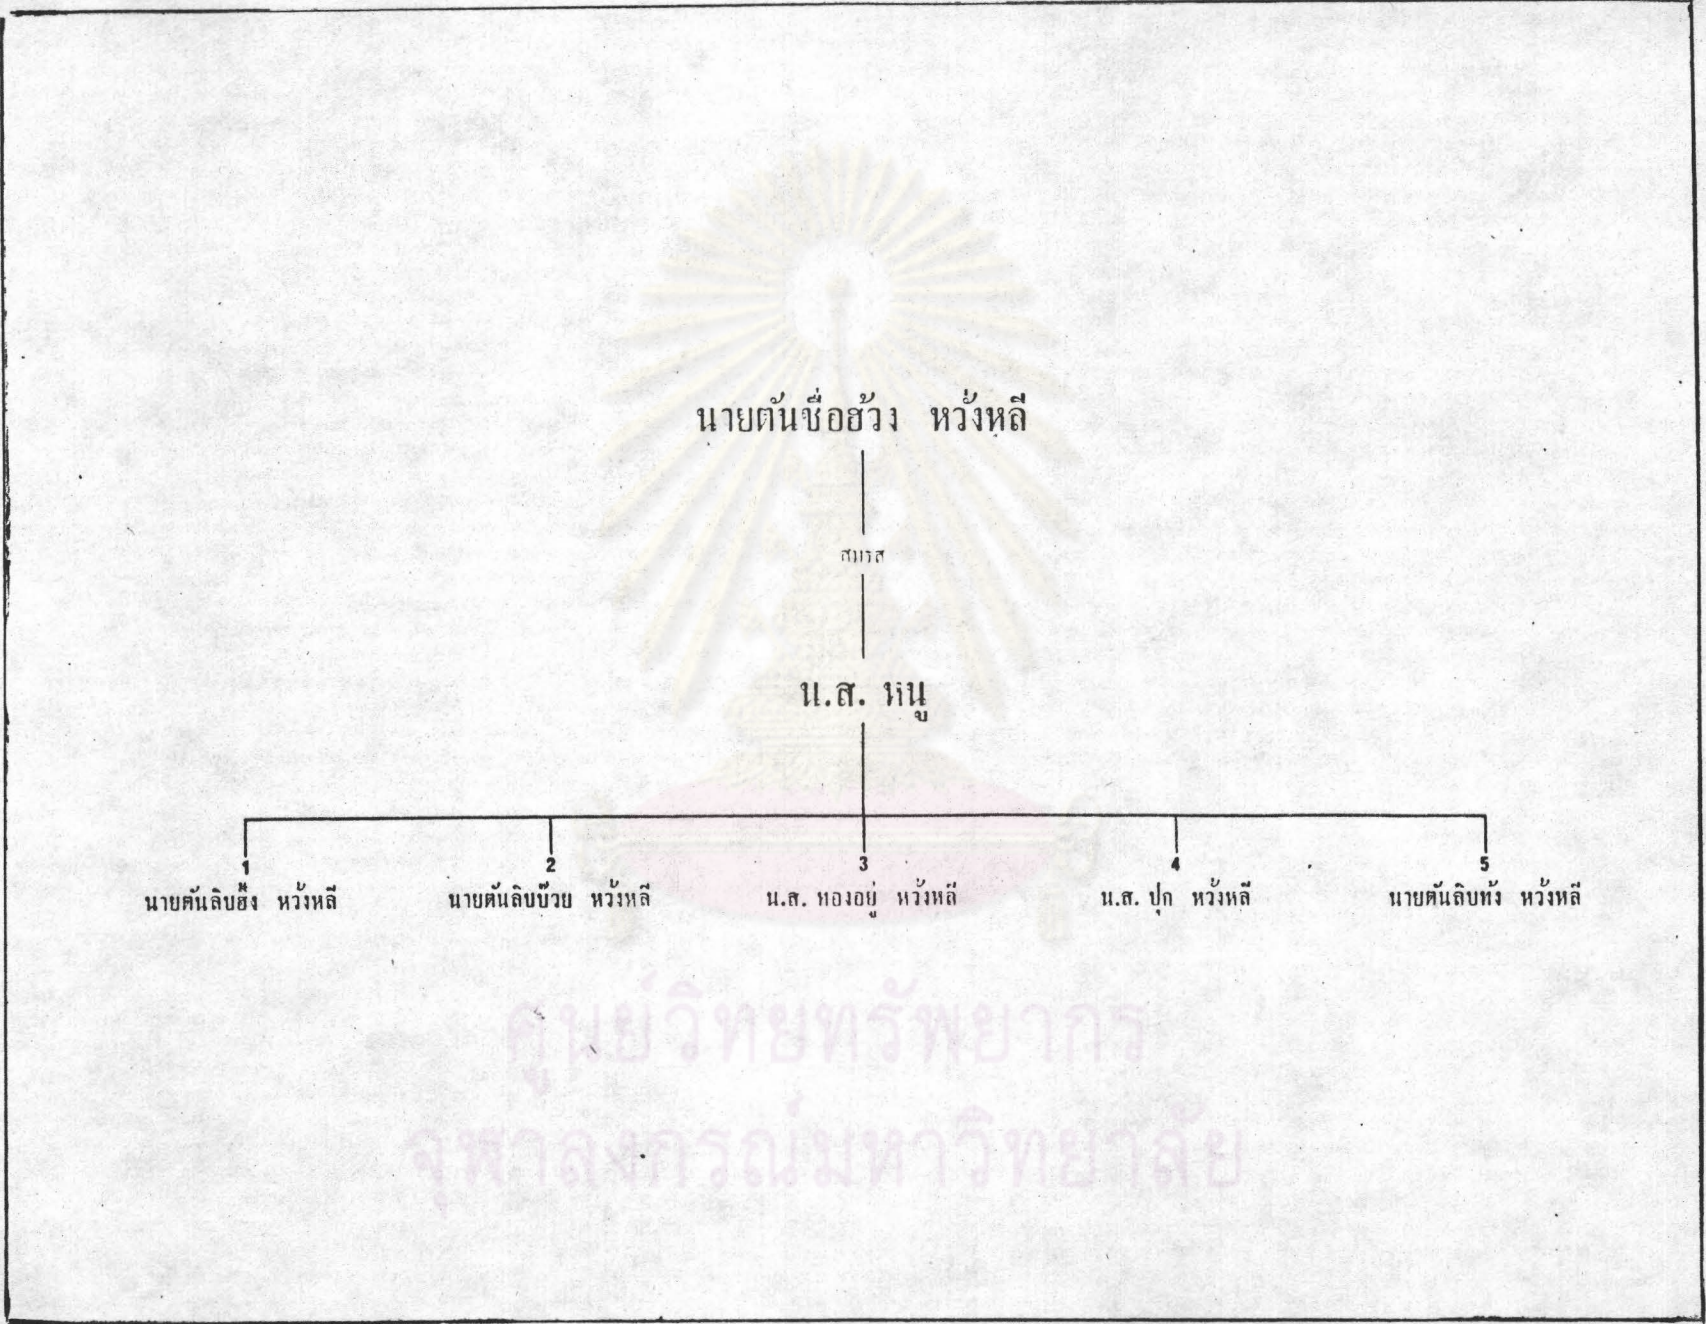 นายตันชื่อฮ้วง หวั่งหลี
สมรส
น.ส. หนู
1 2 3 4 5
นายตันลิบฮ้ง หวั่งหลี นายตันลิบบ๊วย หวั่งหลี น.ส. ทองอยู่ หวั่งหลี น.ส. ปุก หวั่งหลี นายตันลิบท้ง หวั่งหลี
ศูนย์วิทยทรัพยากร
จุฬาลงกรณ์มหาวิทยาลัย